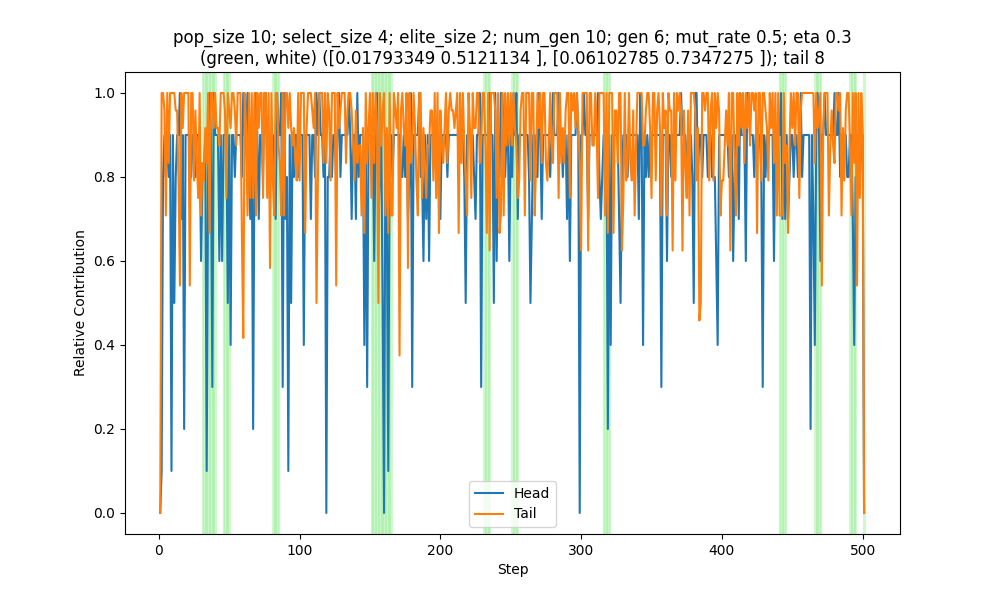 pop_size 10; select_size 4; elite_size 2; num_gen 10; gen 6; mut_rate 0.5; eta 0.3
(green, white) ([0.01793349 0.5121134 ], [0.06102785 0.7347275 ]); tail 8
1.0
0.8
0.6
0.4
0.2
0.0
Relative Contribution
Head
Tail
0
100
200
300
400
500
Step